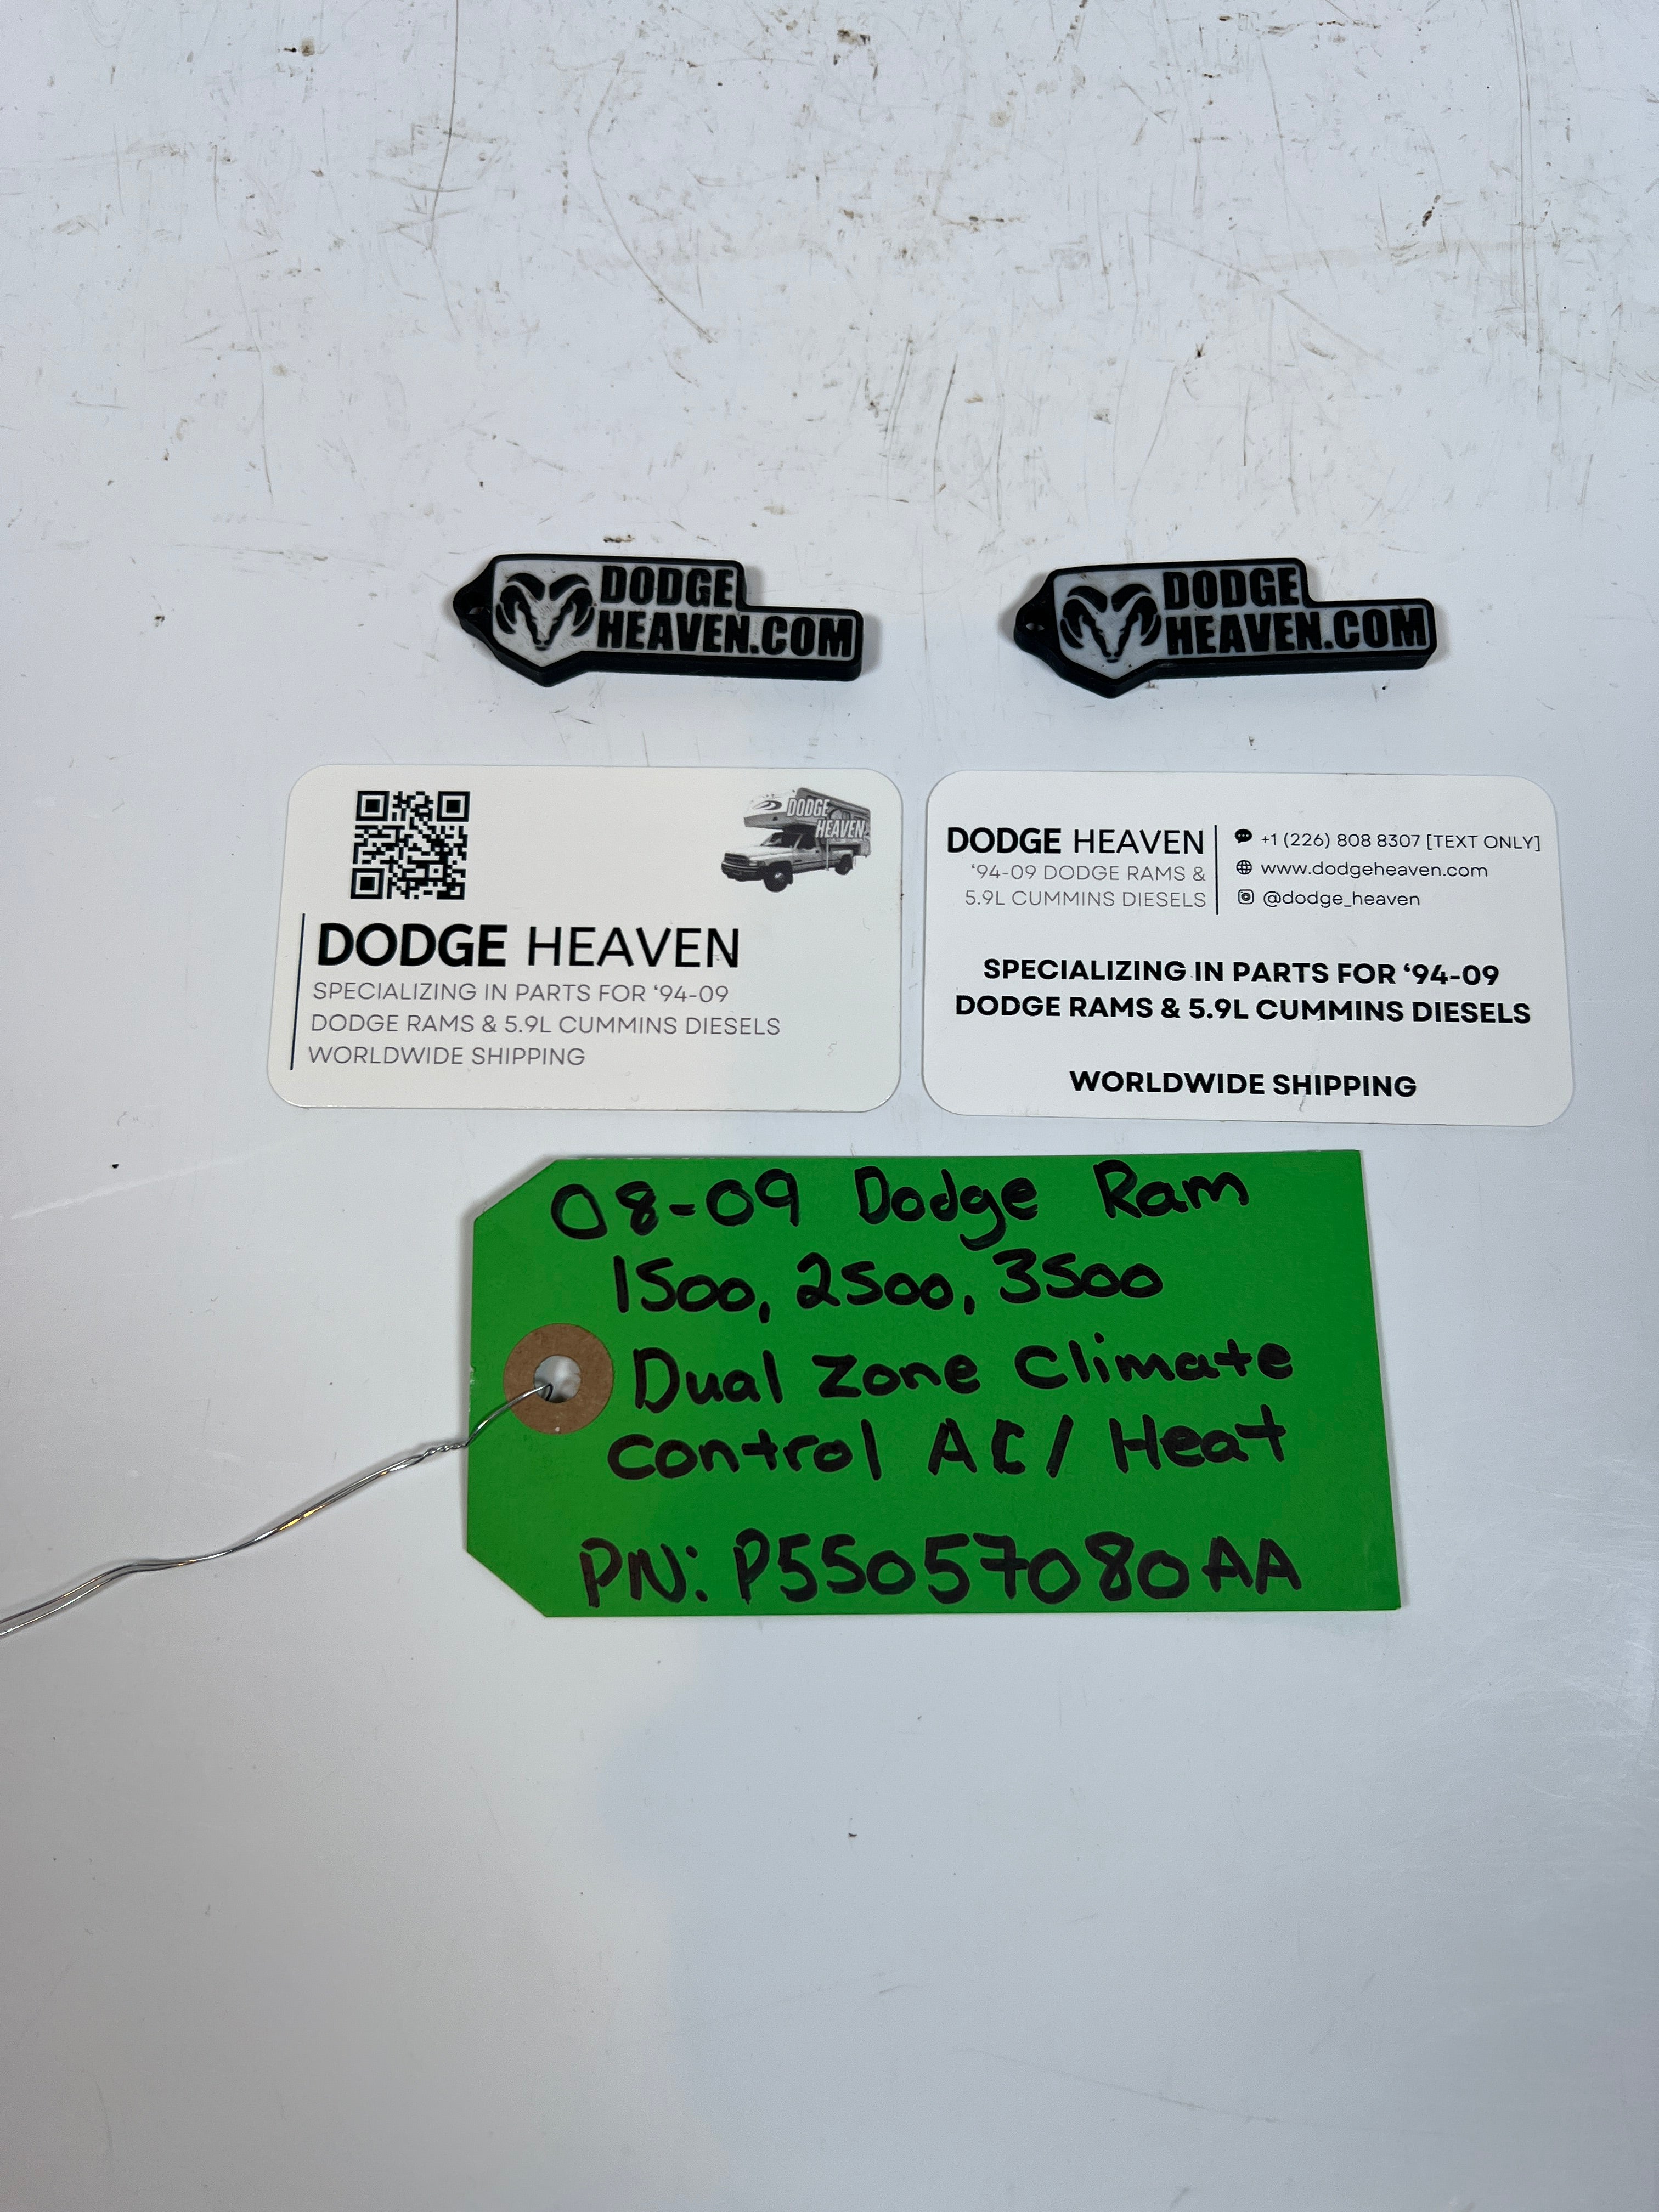 DODGE
HEAVEN.COM
DODGE
HEAVEN.COM
DODGE
HEAVEN
DODGE HEAVEN
SPECIALIZING IN PARTS FOR ‘94-09
DODGE RAMS & 5.9L CUMMINS DIESELS
WORLDWIDE SHIPPING
DODGE HEAVEN
‘94-09 DODGE RAMS &
5.9L CUMMINS DIESELS
+1 (226) 808 8307 [TEXT ONLY]
www.dodgeheaven.com
@dodge_heaven
SPECIALIZING IN PARTS FOR ‘94-09
DODGE RAMS & 5.9L CUMMINS DIESELS
WORLDWIDE SHIPPING
08-09 Dodge Ram
1500, 2500, 3500
Dual Zone Climate
Control AC/ Heat
PN: P55057080AA